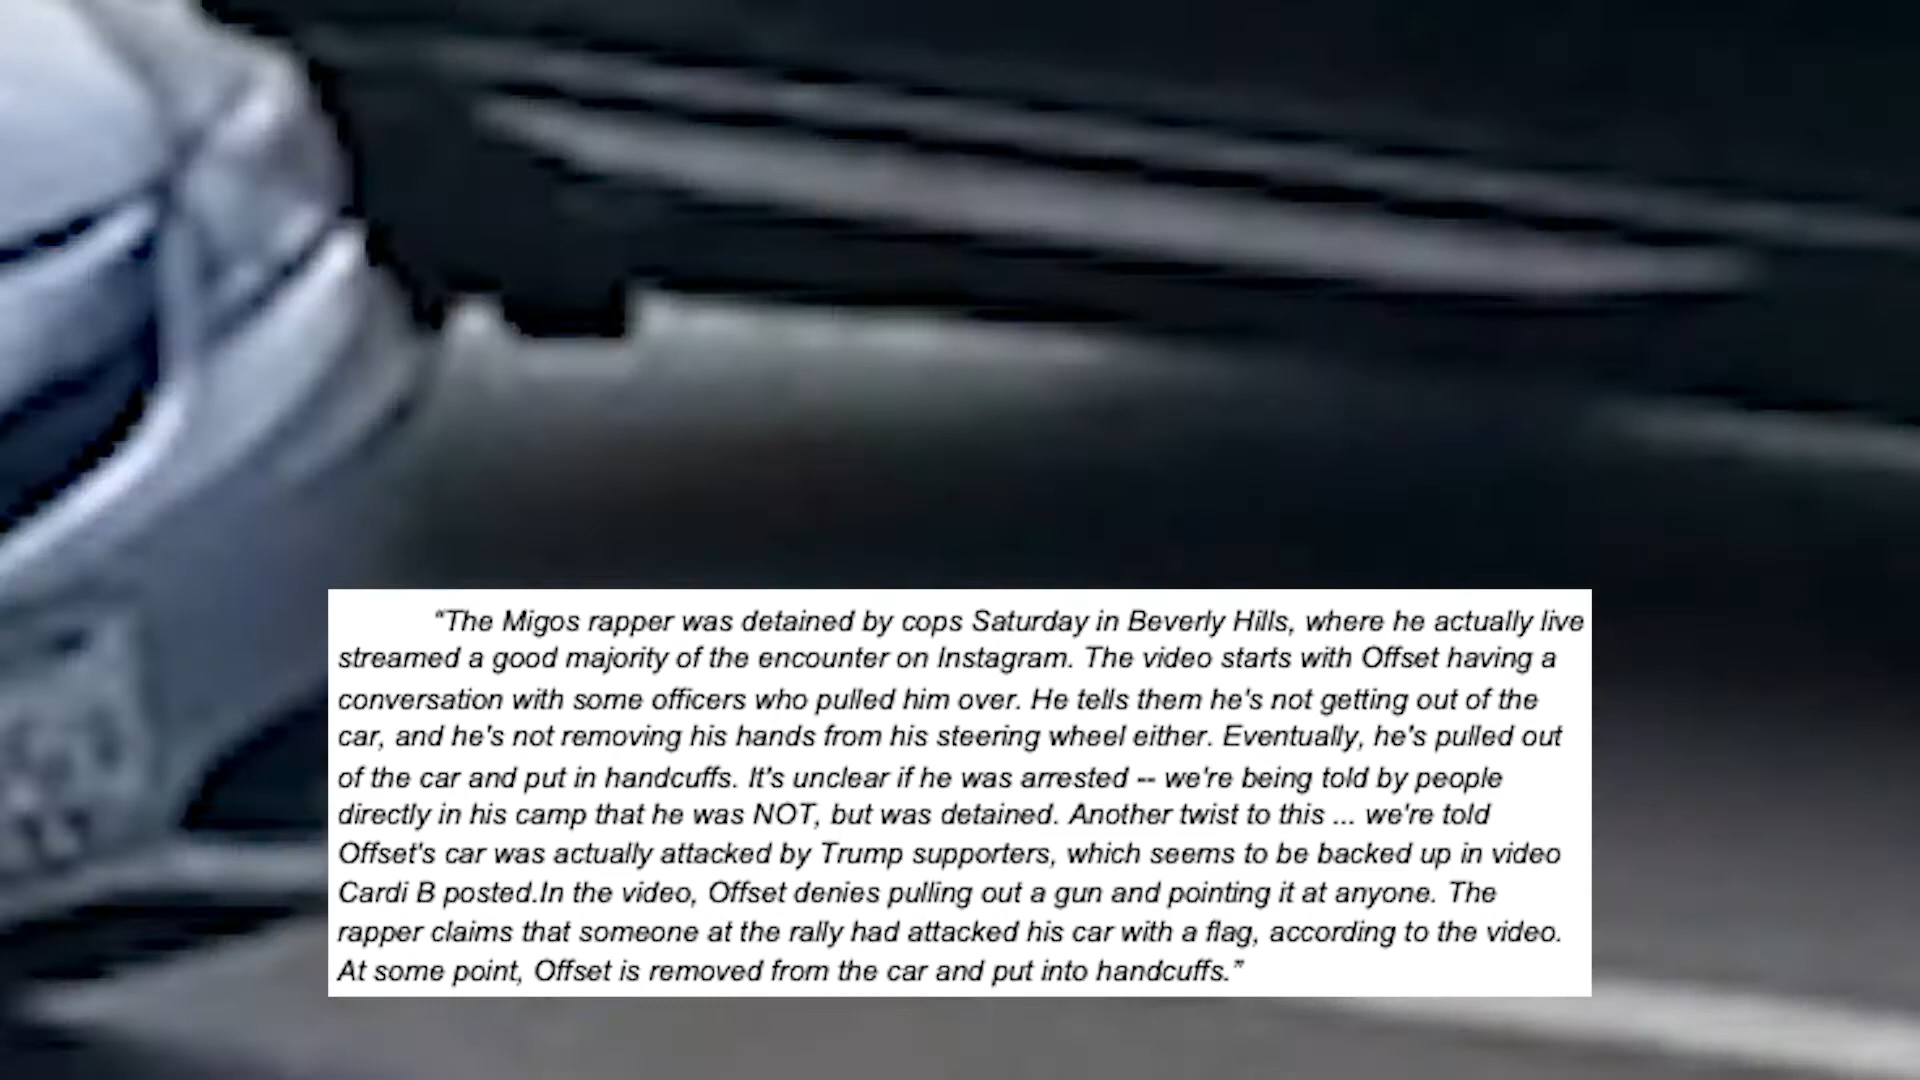 “The Migos rapper was detained by cops Saturday in Beverly Hills, where he actually live
streamed a good majority of the encounter on Instagram. The video starts with Offset having a
conversation with some officers who pulled him over. He tells them he's not getting out of the
car, and he's not removing his hands from his steering wheel either. Eventually, he's pulled out
of the car and put in handcuffs. It's unclear if he was arrested -- we're being told by people
directly in his camp that he was NOT, but was detained. Another twist to this ... we're told
Offset's car was actually attacked by Trump supporters, which seems to be backed up in video
Cardi B posted.In the video, Offset denies pulling out a gun and pointing it at anyone. The
rapper claims that someone at the rally had attacked his car with a flag, according to the video.
At some point, Offset is removed from the car and put into handcuffs.”